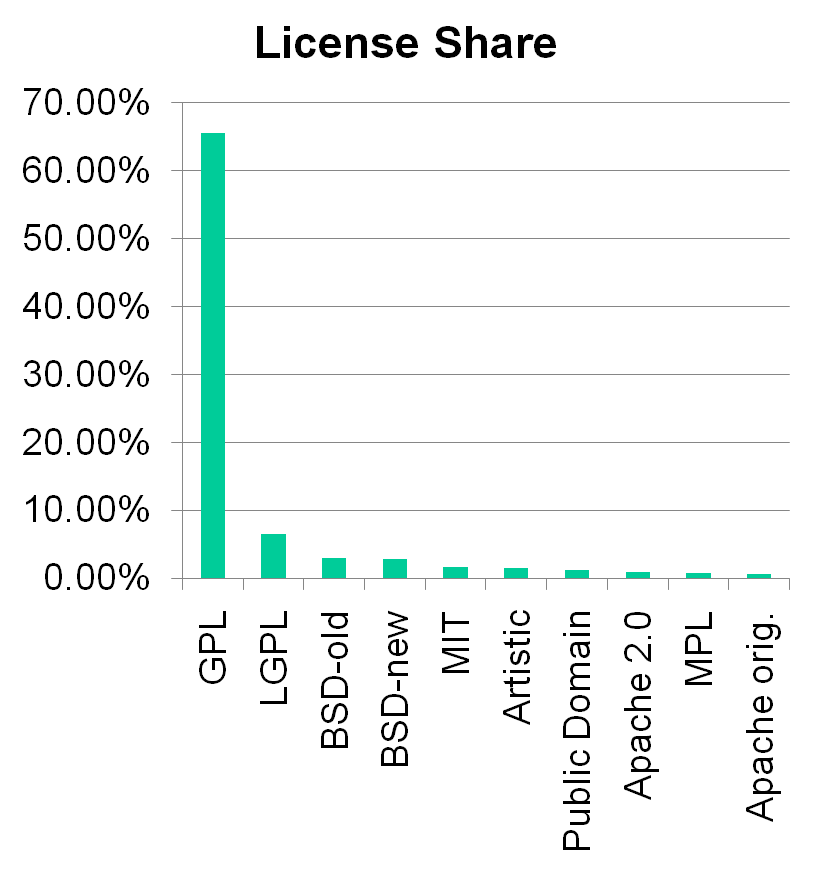 License Share
70.00%
60.00%
50.00%
40.00%
30.00%
20.00%
10.00%
0.00%
GPL
LGPL
BSD-old
BSD-new
MIT
Artistic
Public Domain
Apache 2.0
MPL
Apache orig.